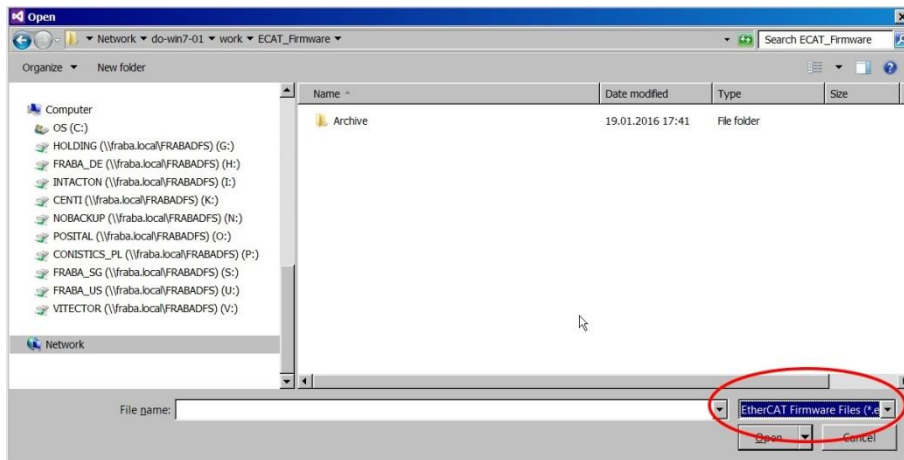 Open
Network ▾ do-win7-01 ▾ work ▾ ECAT_Firmware ▾
Search ECAT_Firmware
Organize ▾ New folder
Name Date modified Type Size
Computer
OS (C:)
HOLDING (\\fraba.local\FRABADFS) (G:)
FRABA_DE (\\fraba.local\FRABADFS) (H:)
INTACTON (\\fraba.local\FRABADFS) (I:)
CENTI (\\fraba.local\FRABADFS) (K:)
NOBACKUP (\\fraba.local\FRABADFS) (N:)
POSITAL (\\fraba.local\FRABADFS) (O:)
CONISTICS_PL (\\fraba.local\FRABADFS) (P:)
FRABA_SG (\\fraba.local\FRABADFS) (S:)
FRABA_US (\\fraba.local\FRABADFS) (U:)
VITECTOR (\\fraba.local\FRABADFS) (V:)
Network
Archive 19.01.2016 17:41 File folder
File name:
EtherCAT Firmware Files (*.e
Open Cancel